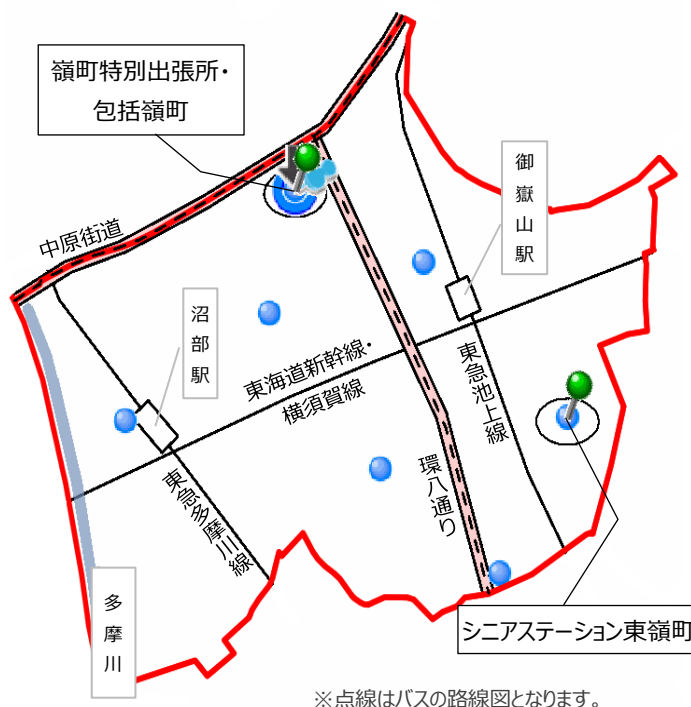 嶺町特別出張所・
包括嶺町
御嶽山駅
中原街道
沼部駅
東海道新幹線・
横須賀線
東急池上線
環八通り
東急多摩川線
多摩川
シニアステーション東嶺町
※点線はバスの路線図となります。